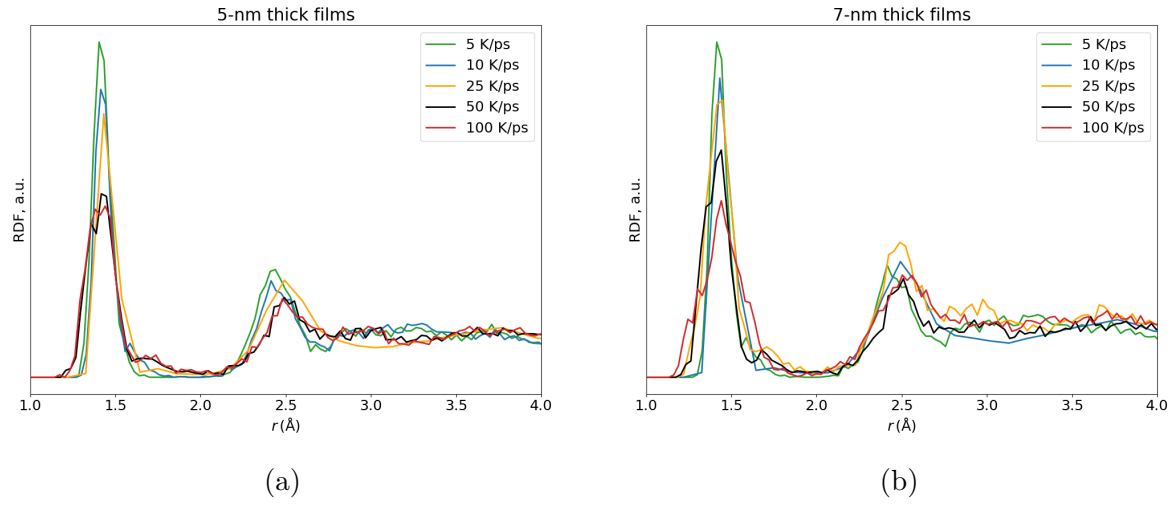 5-nm thick films
RDF, a.u.
5 K/ps
10 K/ps
25 K/ps
50 K/ps
100 K/ps
1.0 1.5 2.0 2.5 3.0 3.5 4.0
r (Å)
(a)
7-nm thick films
RDF, a.u.
5 K/ps
10 K/ps
25 K/ps
50 K/ps
100 K/ps
1.0 1.5 2.0 2.5 3.0 3.5 4.0
r (Å)
(b)